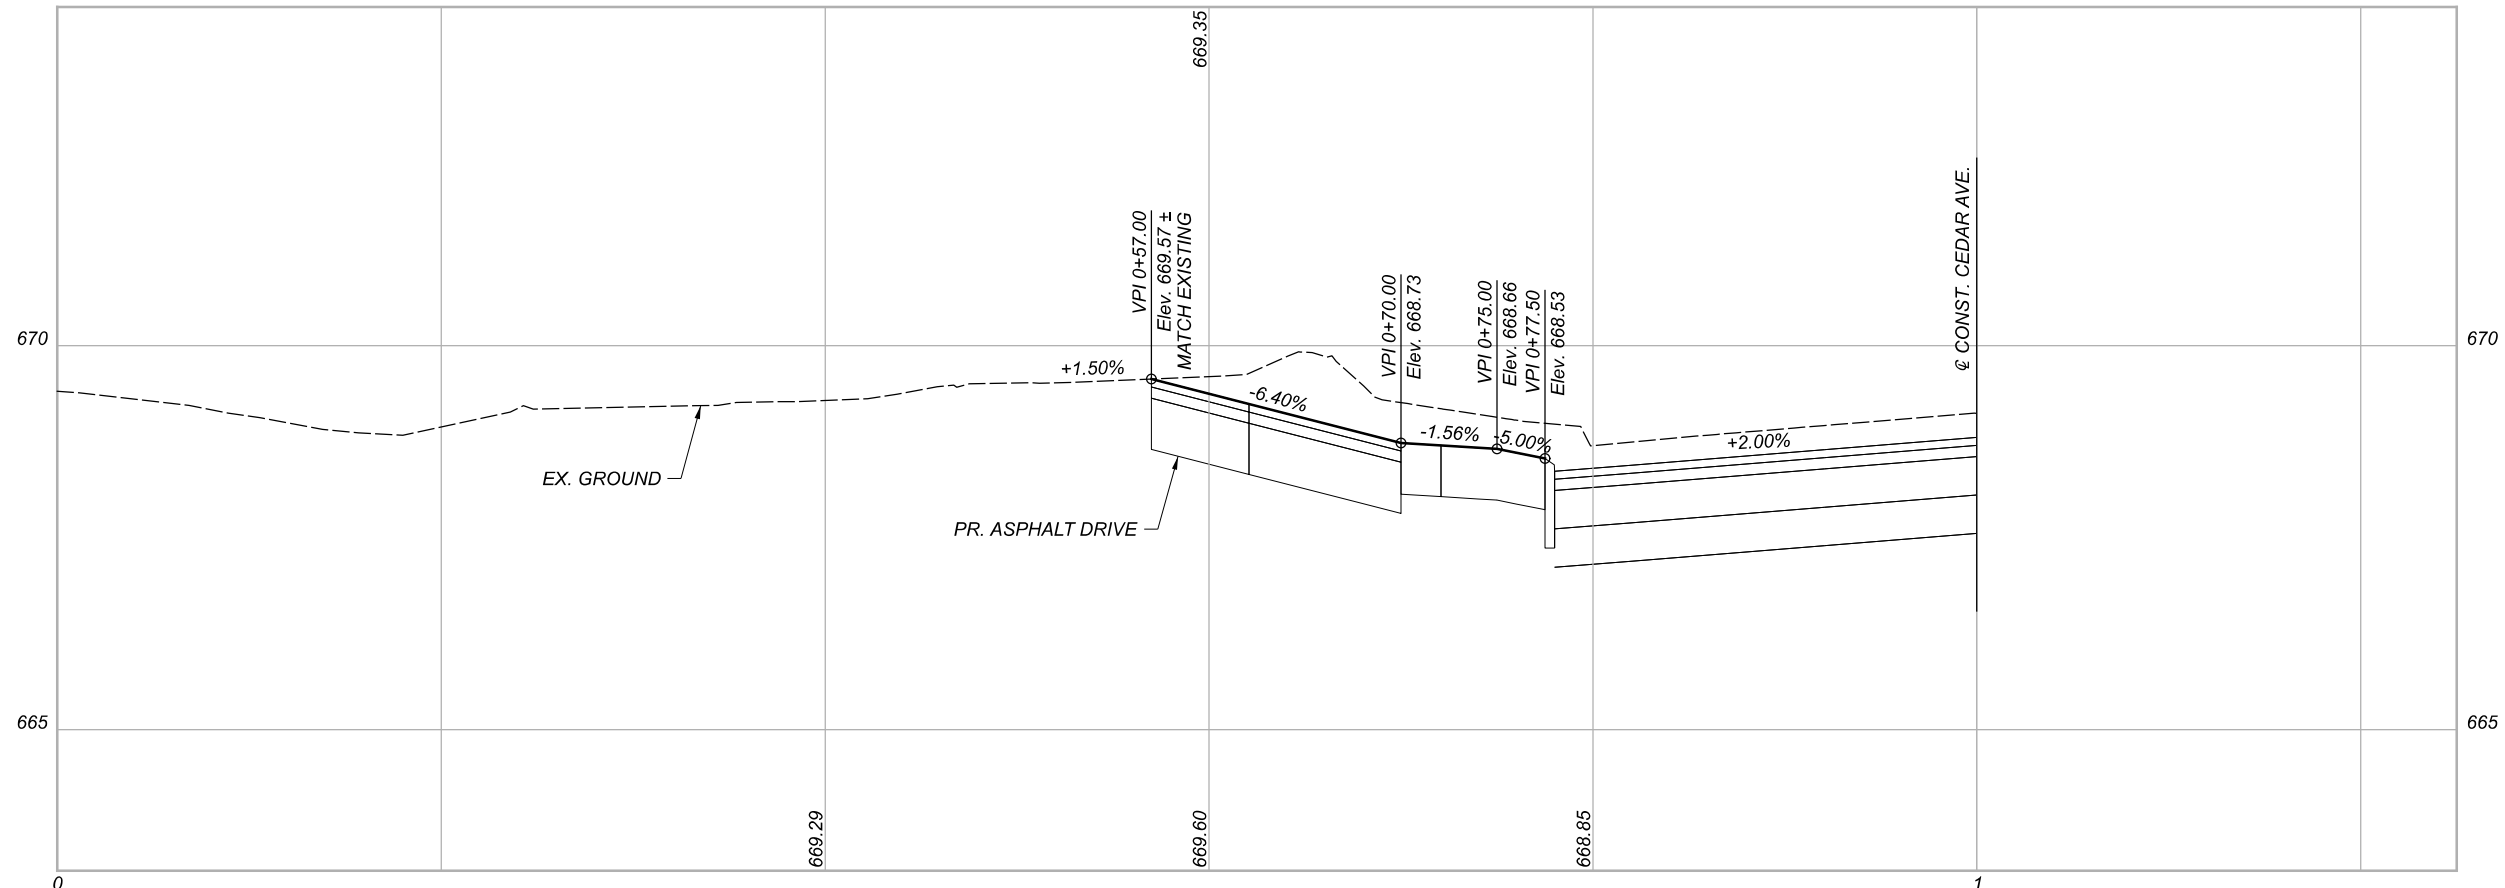 669.35
℄ CONST. CEDAR AVE.
VPI 0+57.00
Elev. 669.57 ±
MATCH EXISTING
VPI 0+70.00
Elev. 668.73
VPI 0+75.00
Elev. 668.66
VPI 0+77.50
Elev. 668.53
670
670
+1.50%
-6.40%
-1.56%
-5.00%
+2.00%
EX. GROUND
PR. ASPHALT DRIVE
665
665
669.29
669.60
668.85
0
1